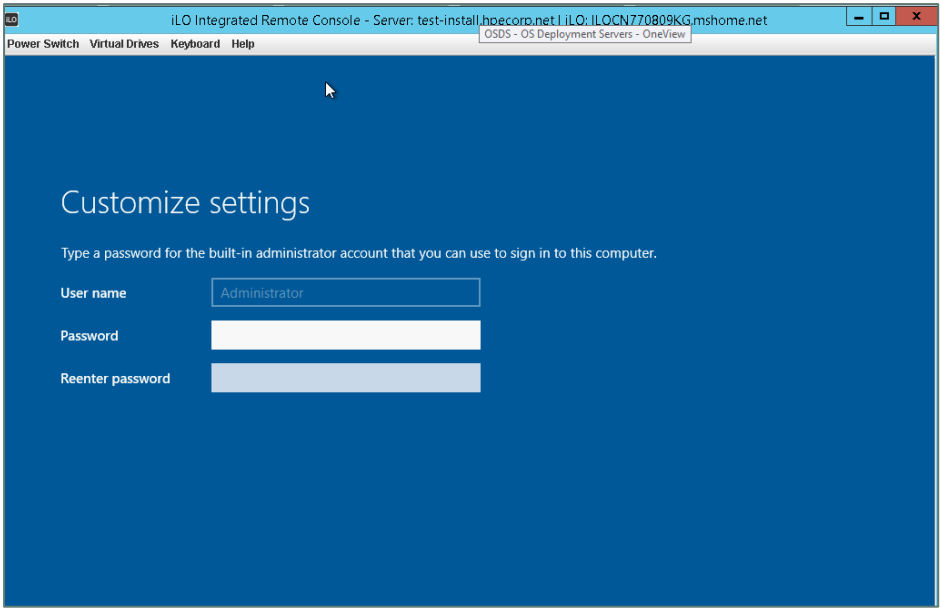 iLO
iLO Integrated Remote Console - Server: test-install.hpecorp.net | iLO: ILOCN770809KG.mshome.net
OSDS - OS Deployment Servers - OneView
Power Switch Virtual Drives Keyboard Help
Customize settings
Type a password for the built-in administrator account that you can use to sign in to this computer.
User name Administrator
Password
Reenter password